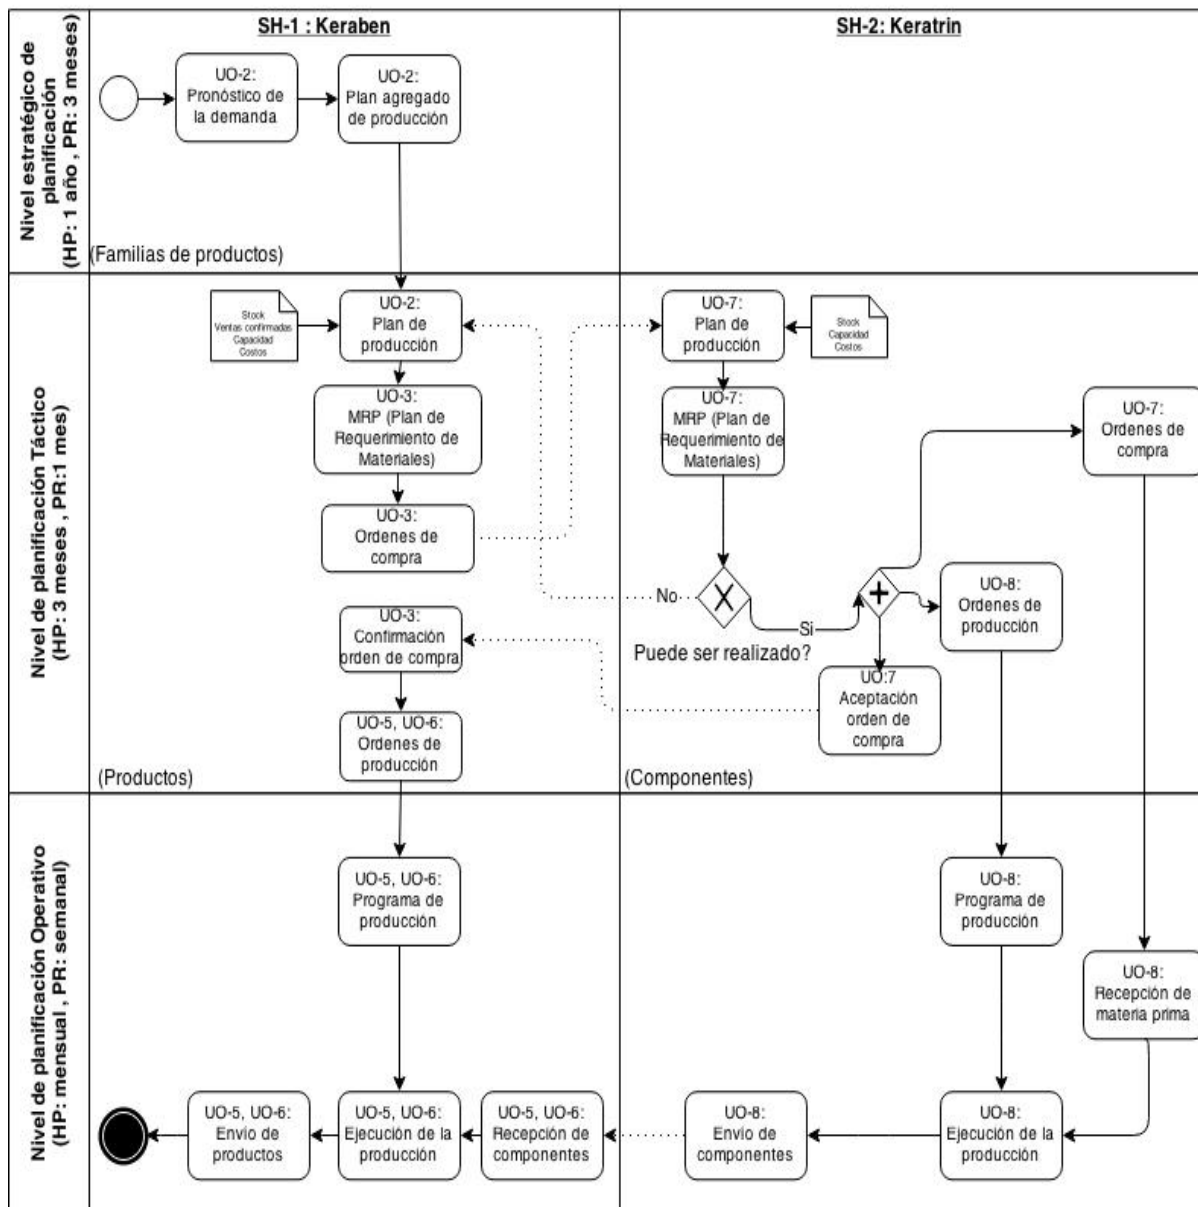 SH-1 : Keraben
SH-2: Keratrin
Nivel estratégico de
planificación
(HP: 1 año , PR: 3 meses)
UO-2:
Pronóstico de
la demanda
UO-2:
Plan agregado
de producción
(Familias de productos)
Nivel de planificación Táctico
(HP: 3 meses , PR:1 mes)
Stock
Ventas confirmadas
Capacidad
Costos
UO-2:
Plan de
producción
UO-7:
Plan de
producción
Stock
Capacidad
Costos
UO-3:
MRP (Plan de
Requerimiento de
Materiales)
UO-7:
MRP (Plan de
Requerimiento de
Materiales)
UO-7:
Ordenes de
compra
UO-3:
Ordenes de
compra
No
X
Si
+
UO-8:
Ordenes de
producción
Puede ser realizado?
UO-3:
Confirmación
orden de compra
UO:7
Aceptación
orden de
compra
UO-5, UO-6:
Ordenes de
producción
(Productos)
(Componentes)
Nivel de planificación Operativo
(HP: mensual , PR: semanal)
UO-5, UO-6:
Programa de
producción
UO-8:
Programa de
producción
UO-8:
Recepción de
materia prima
UO-5, UO-6:
Envío de
productos
UO-5, UO-6:
Ejecución de la
producción
UO-5, UO-6:
Recepción de
componentes
UO-8:
Envío de
componentes
UO-8:
Ejecución de la
producción